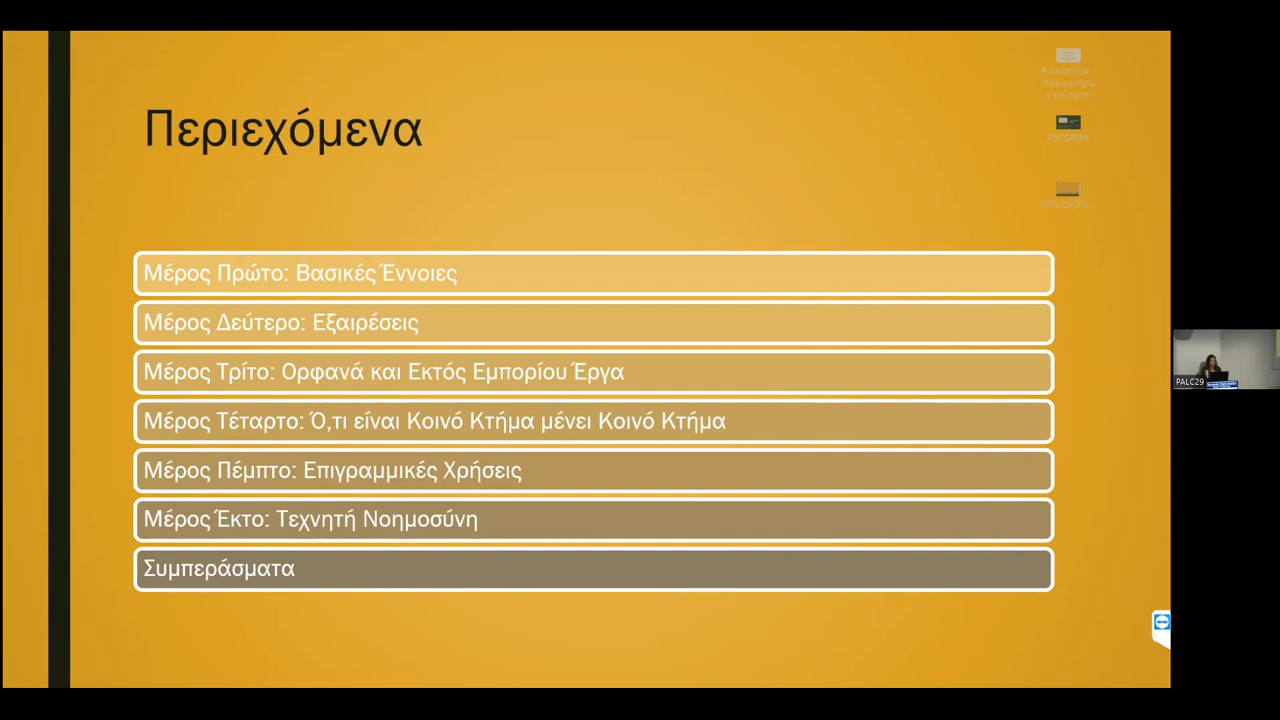 Περιεχόμενα
Μέρος Πρώτο: Βασικές Έννοιες
Μέρος Δεύτερο: Εξαιρέσεις
Μέρος Τρίτο: Ορφανά και Εκτός Εμπορίου Έργα
Μέρος Τέταρτο: Ό,τι είναι Κοινό Κτήμα μένει Κοινό Κτήμα
Μέρος Πέμπτο: Επιγραμμικές Χρήσεις
Μέρος Έκτο: Τεχνητή Νοημοσύνη
Συμπεράσματα
ANTONINI
PALC29